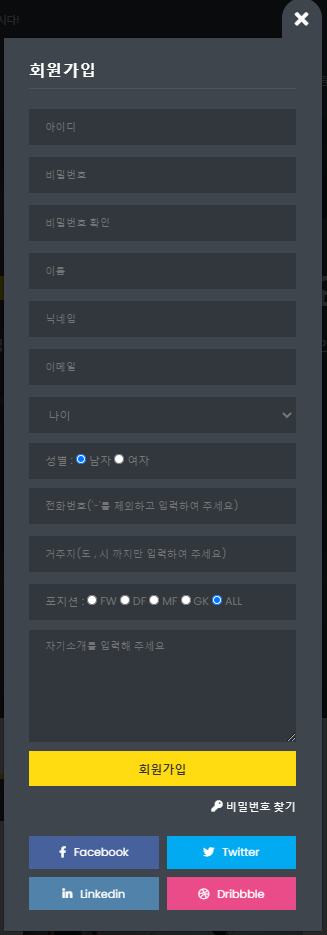 시다!
회원가입
아이디
비밀번호
비밀번호 확인
이름
닉네임
이메일
나이
성별 : 남자 여자
전화번호('-'를 제외하고 입력하여 주세요)
거주지(도 , 시 까지만 입력하여 주세요)
포지션 : FW DF MF GK ALL
자기소개를 입력해 주세요
회원가입
비밀번호 찾기
Facebook Twitter
Linkedin Dribbble